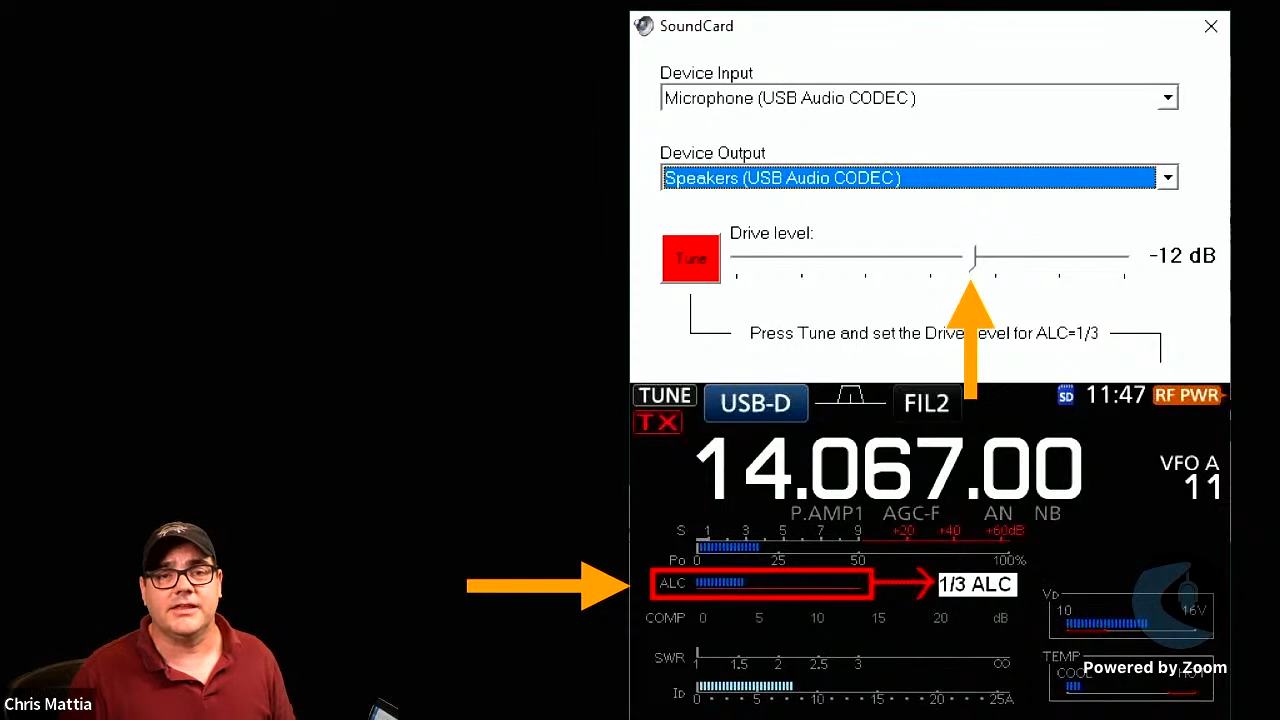 SoundCard
Device Input
Microphone (USB Audio CODEC )
Device Output
Speakers (USB Audio CODEC )
Drive level:
Tune
-12 dB
Press Tune and set the Drive level for ALC=1/3
TUNE USB-D FIL2 SD 11:47 RF PWR
TX
14.067.00
VFO A
11
P.AMP1 AGC-F AN NB
S 1 3 5 7 9 +20 +40 +60dB
Po 0 25 50 100%
ALC 1/3 ALC
VD
10 16V
COMP 0 5 10 15 20 dB
SWR 1 1.5 2 2.5 3 ∞
TEMP
COOL
Powered by Zoom
ID 0 5 10 15 20 25A
Chris Mattia